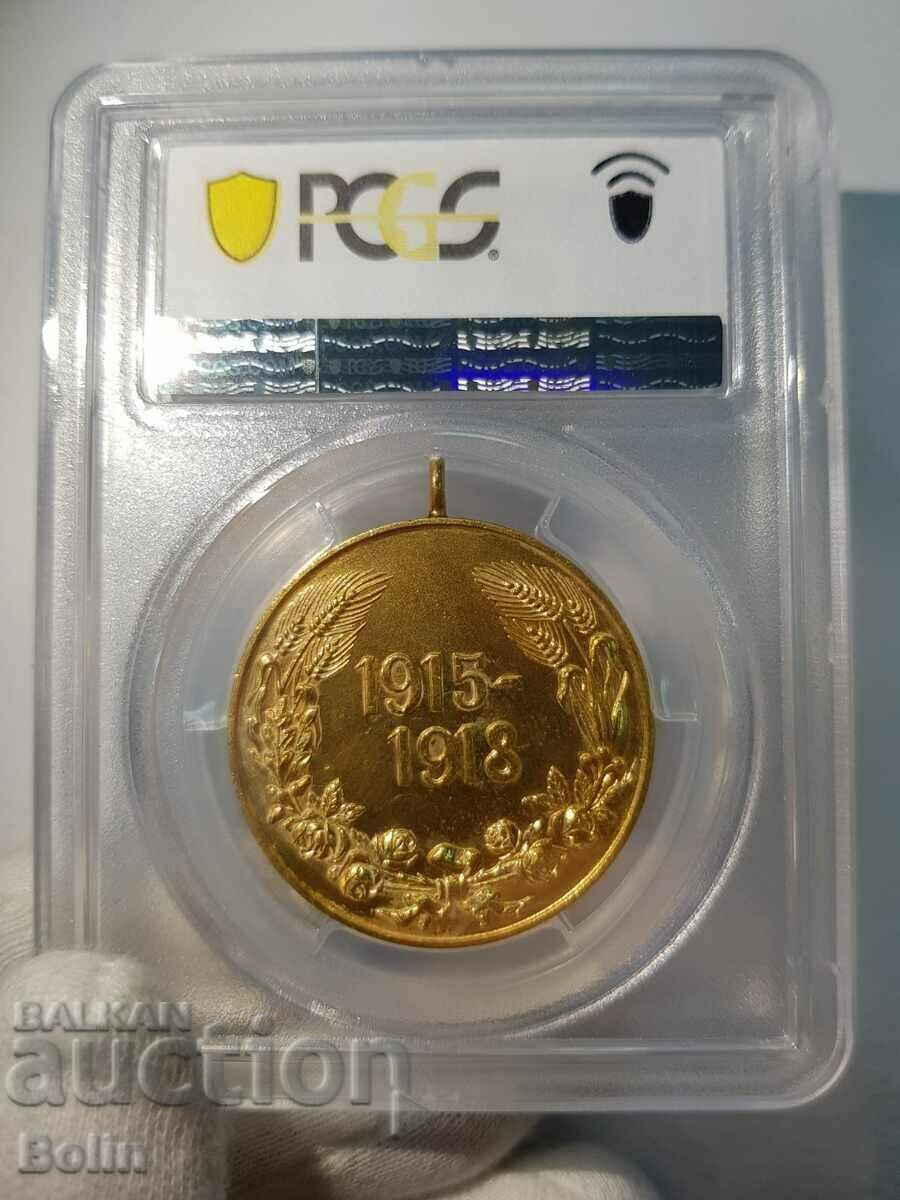 PCGS®
1915-
1918
BALKAN
auction
Bolin